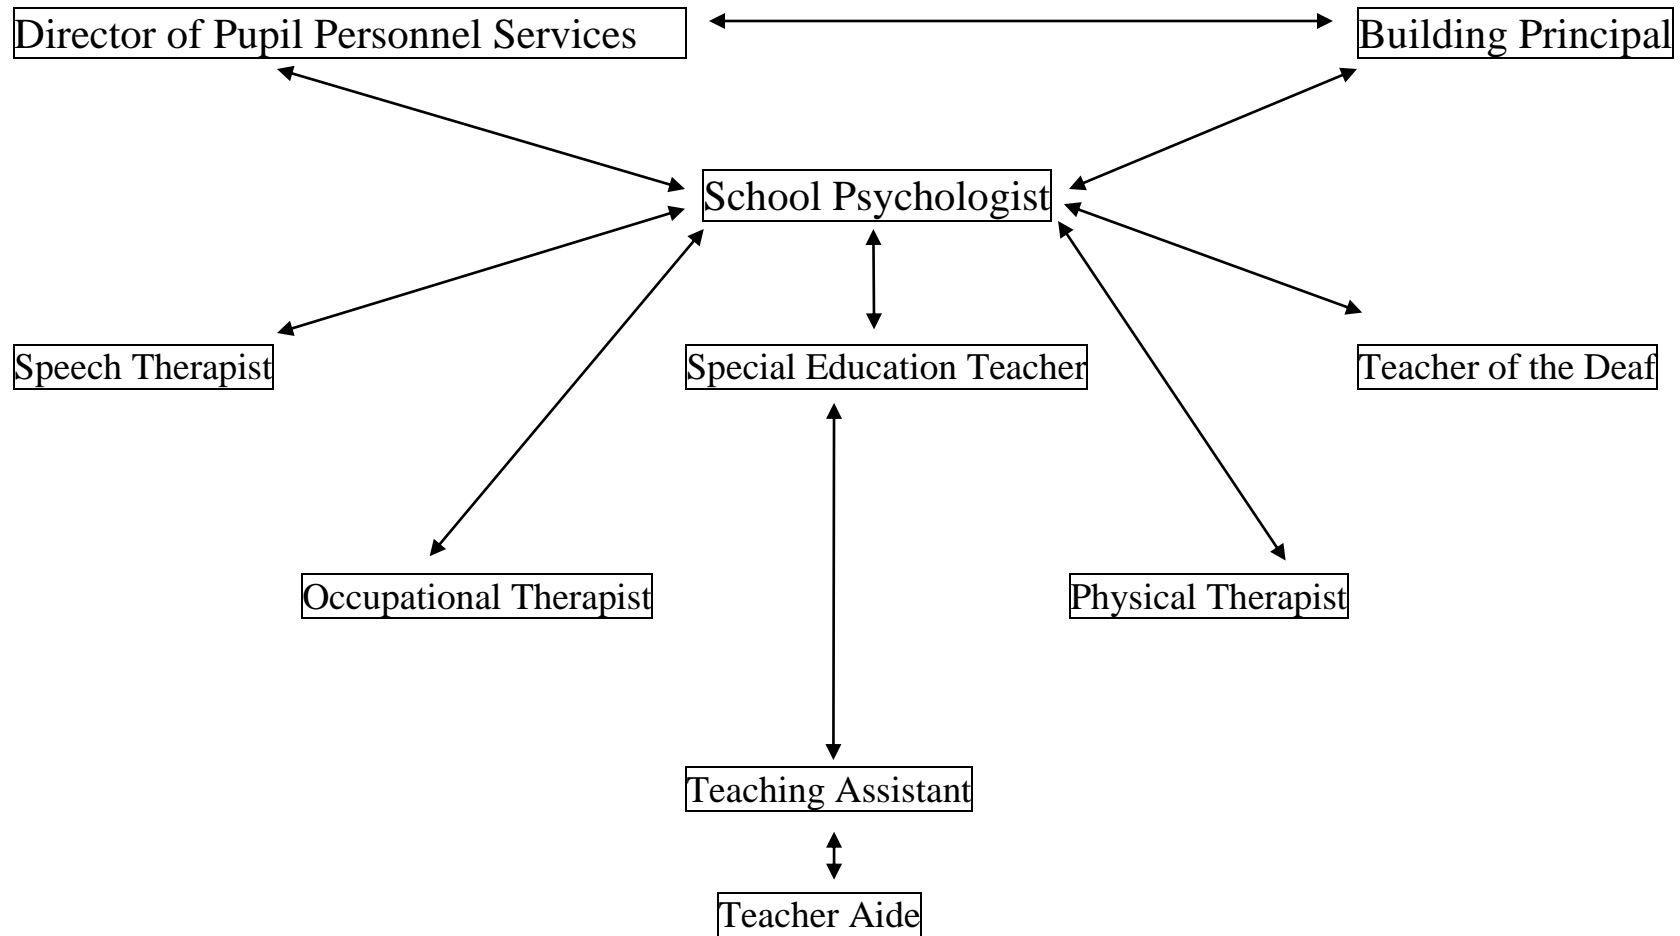 Director of Pupil Personnel Services
Building Principal
School Psychologist
Speech Therapist
Special Education Teacher
Teacher of the Deaf
Occupational Therapist
Physical Therapist
Teaching Assistant
Teacher Aide